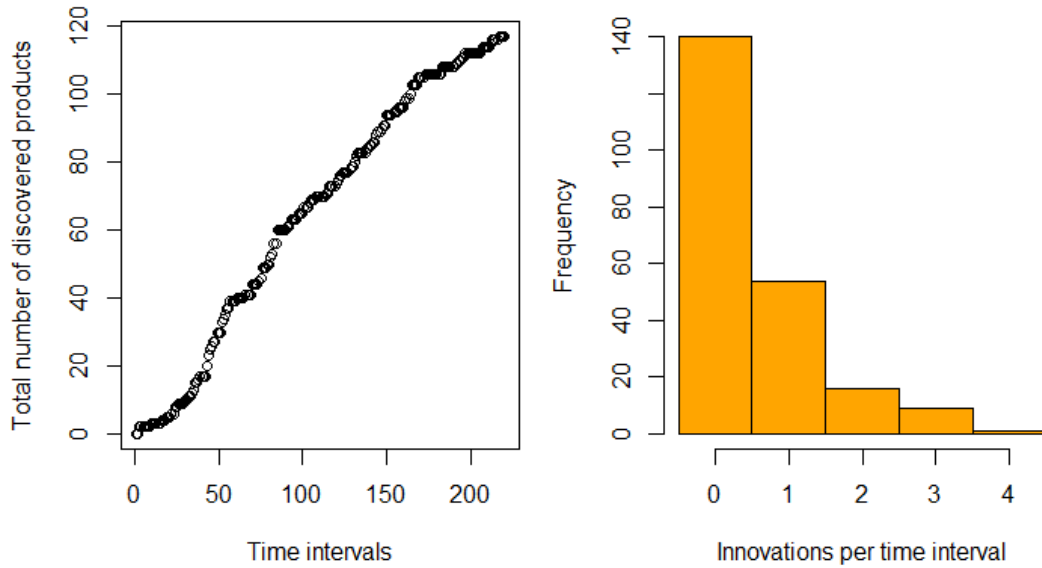 Total number of discovered products
120
100
80
60
40
20
0
0 50 100 150 200
Time intervals
Frequency
140
100
80
60
40
20
0
0 1 2 3 4
Innovations per time interval